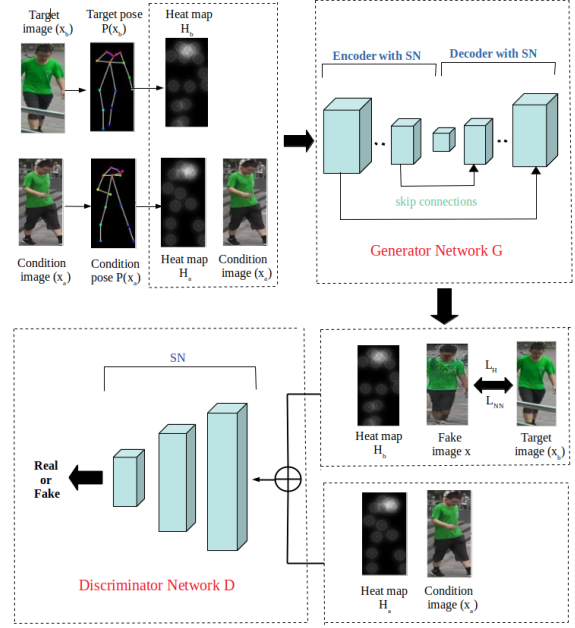 Target
image (x_b)
Target pose
P(x_b)
Heat map
H_b
Condition
image (x_a)
Condition
pose P(x_a)
Heat map
H_a
Condition
image (x_a)
Encoder with SN
Decoder with SN
skip connections
Generator Network G
SN
Real
or
Fake
Discriminator Network D
L_H
L_NN
Heat map
H_b
Fake
image x
Target
image (x_b)
Heat map
H_a
Condition
image (x_a)